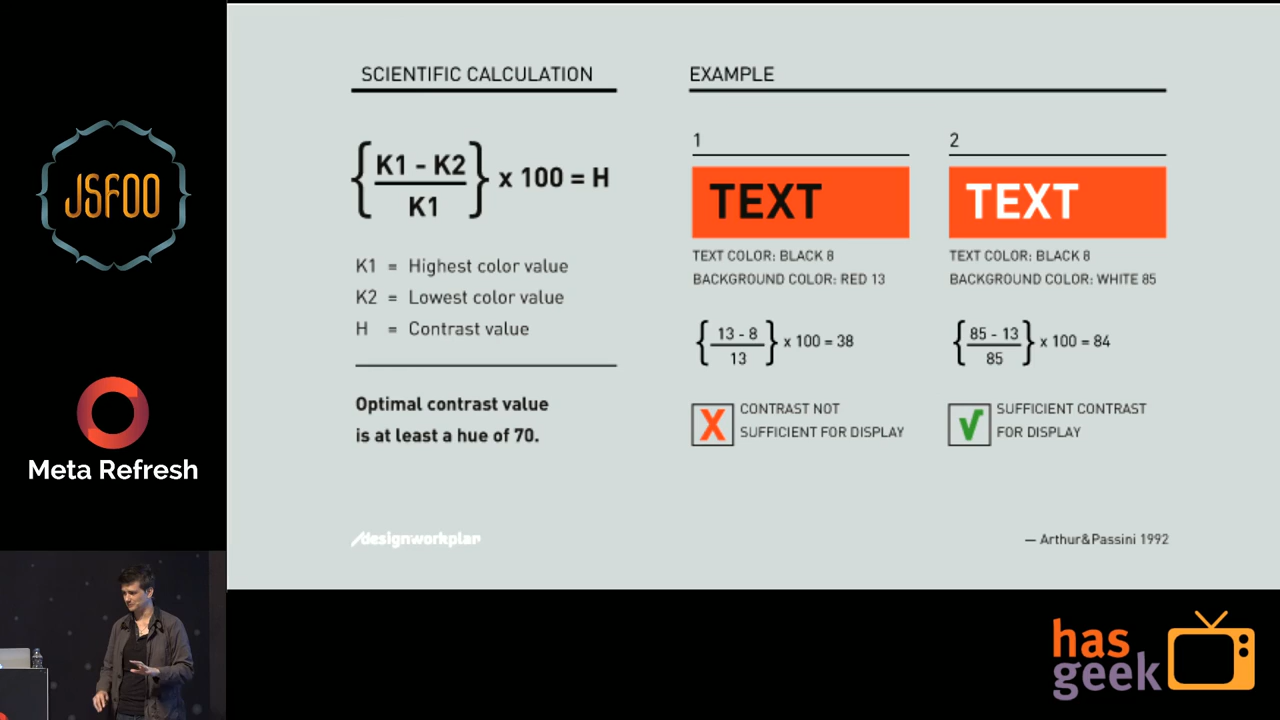 JSFOO
Meta Refresh
SCIENTIFIC CALCULATION
{K1 - K2
K1} x 100 = H
K1 = Highest color value
K2 = Lowest color value
H = Contrast value
Optimal contrast value
is at least a hue of 70.
/designworkplan
EXAMPLE
1
TEXT
TEXT COLOR: BLACK 8
BACKGROUND COLOR: RED 13
{13 - 8
13} x 100 = 38
X CONTRAST NOT
SUFFICIENT FOR DISPLAY
2
TEXT
TEXT COLOR: BLACK 8
BACKGROUND COLOR: WHITE 85
{85 - 13
85} x 100 = 84
√ SUFFICIENT CONTRAST
FOR DISPLAY
— Arthur&Passini 1992
has
geek